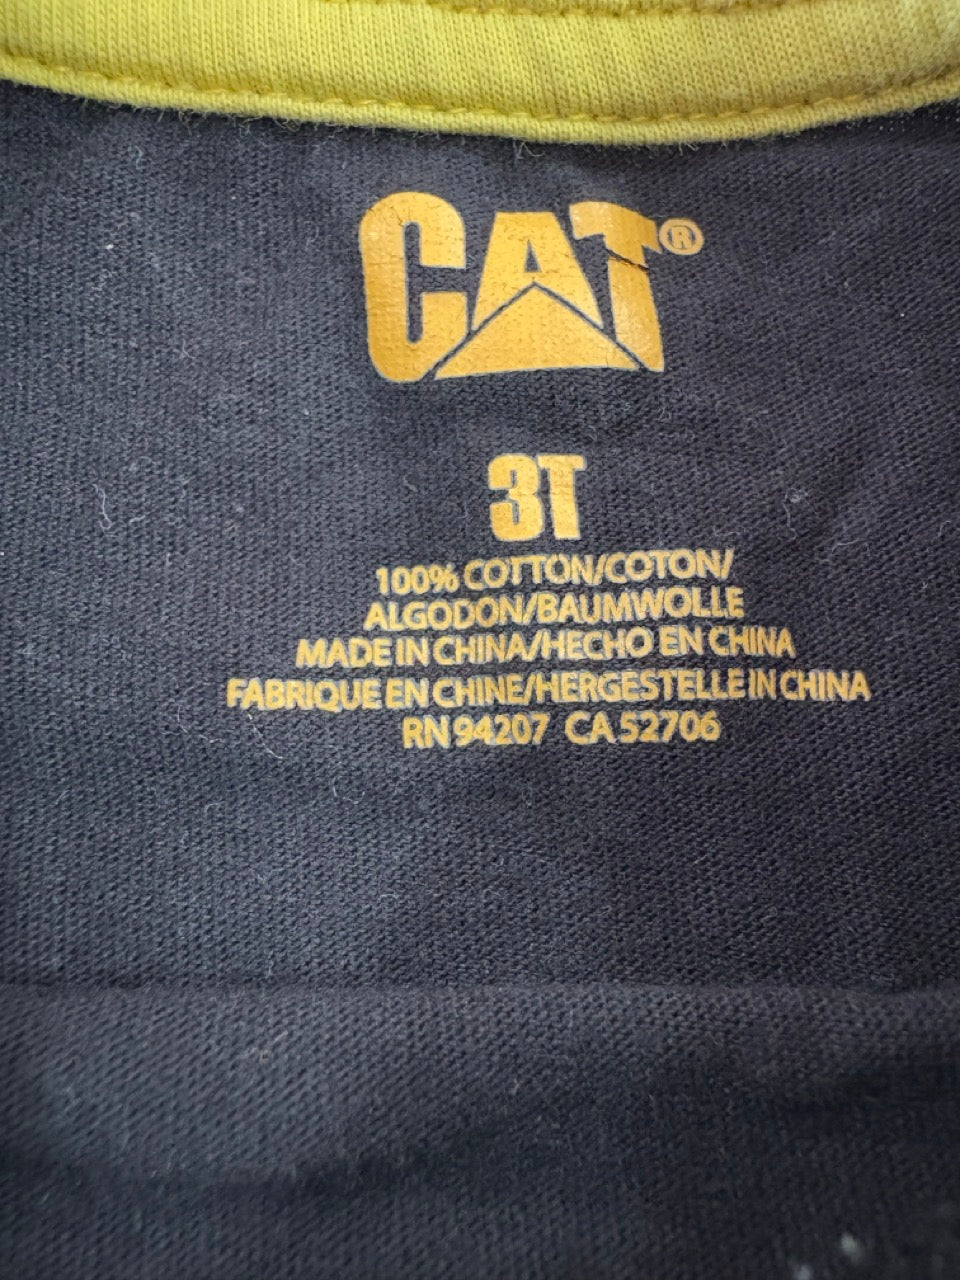 CAT®
3T
100% COTTON/COTON/
ALGODON/BAUMWOLLE
MADE IN CHINA/HECHO EN CHINA
FABRIQUE EN CHINE/HERGESTELLE IN CHINA
RN 94207 CA 52706